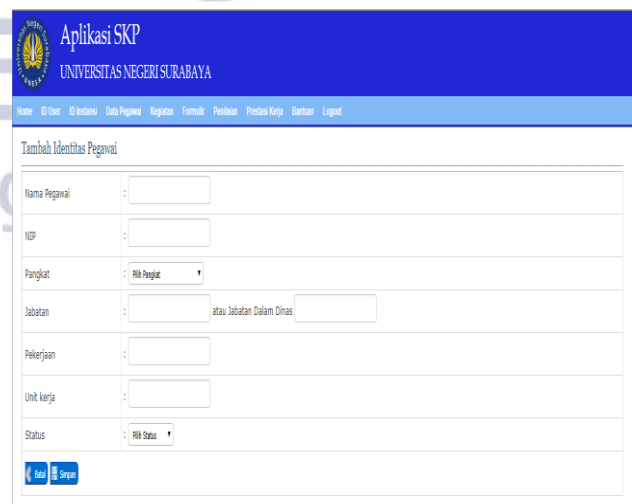 Aplikasi SKP
UNIVERSITAS NEGERI SURABAYA
Home ID User ID Instansi Data Pegawai Kegiatan Formulir Penilaian Prestasi Kerja Bantuan Logout
Tambah Identitas Pegawai
Nama Pegawai :
NIP :
Pangkat : Pilih Pangkat
Jabatan : atau Jabatan Dalam Dinas
Pekerjaan :
Unit kerja :
Status : Pilih Status
Batal Simpan